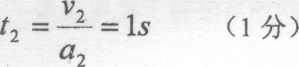 t₂ = v₂/a₂ = 1s （1 分）